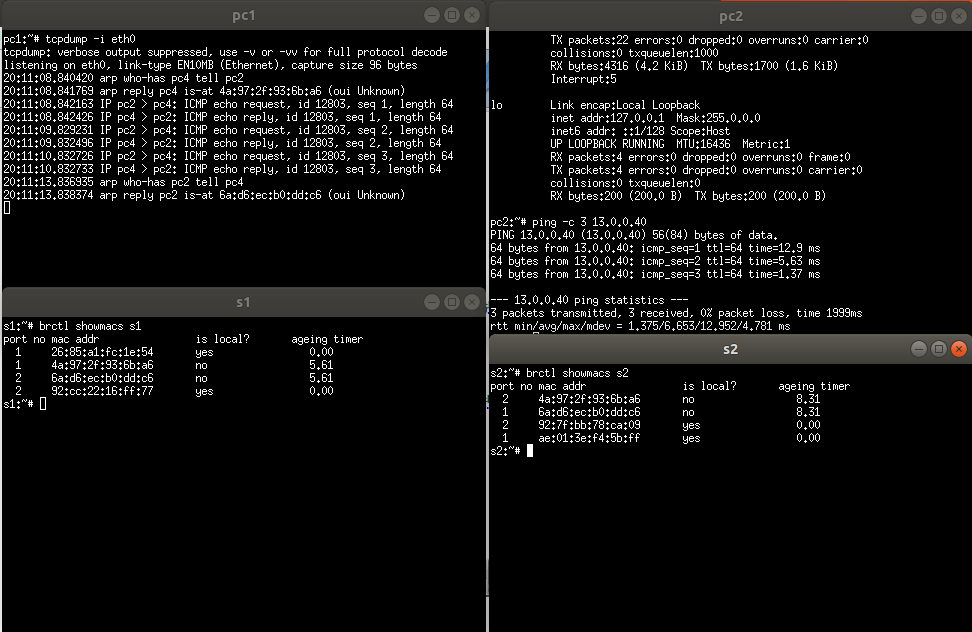 pc1
pc1:~# tcpdump -i eth0
tcpdump: verbose output suppressed, use -v or -vv for full protocol decode
listening on eth0, link-type EN10MB (Ethernet), capture size 96 bytes
20:11:08.840420 arp who-has pc4 tell pc2
20:11:08.841769 arp reply pc4 is-at 4a:97:2f:93:6b:a6 (oui Unknown)
20:11:08.842163 IP pc2 > pc4: ICMP echo request, id 12803, seq 1, length 64
20:11:08.842426 IP pc4 > pc2: ICMP echo reply, id 12803, seq 1, length 64
20:11:09.829231 IP pc2 > pc4: ICMP echo request, id 12803, seq 2, length 64
20:11:09.832496 IP pc4 > pc2: ICMP echo reply, id 12803, seq 2, length 64
20:11:10.832726 IP pc2 > pc4: ICMP echo request, id 12803, seq 3, length 64
20:11:10.832733 IP pc4 > pc2: ICMP echo reply, id 12803, seq 3, length 64
20:11:13.836935 arp who-has pc2 tell pc4
20:11:13.838374 arp reply pc2 is-at 6a:d6:ec:b0:dd:c6 (oui Unknown)
pc2
TX packets:22 errors:0 dropped:0 overruns:0 carrier:0
collisions:0 txqueuelen:1000
RX bytes:4316 (4.2 KiB)  TX bytes:1700 (1.6 KiB)
Interrupt:5
lo        Link encap:Local Loopback
inet addr:127.0.0.1  Mask:255.0.0.0
inet6 addr: ::1/128 Scope:Host
UP LOOPBACK RUNNING  MTU:16436  Metric:1
RX packets:4 errors:0 dropped:0 overruns:0 frame:0
TX packets:4 errors:0 dropped:0 overruns:0 carrier:0
collisions:0 txqueuelen:0
RX bytes:200 (200.0 B)  TX bytes:200 (200.0 B)
pc2:~# ping -c 3 13.0.0.40
PING 13.0.0.40 (13.0.0.40) 56(84) bytes of data.
64 bytes from 13.0.0.40: icmp_seq=1 ttl=64 time=12.9 ms
64 bytes from 13.0.0.40: icmp_seq=2 ttl=64 time=5.63 ms
64 bytes from 13.0.0.40: icmp_seq=3 ttl=64 time=1.37 ms
--- 13.0.0.40 ping statistics ---
3 packets transmitted, 3 received, 0% packet loss, time 1999ms
rtt min/avg/max/mdev = 1.375/6.653/12.952/4.781 ms
s1
s1:~# brctl showmacs s1
port no mac addr                is local?       ageing timer
1     26:85:a1:fc:1e:54       yes                0.00
1     4a:97:2f:93:6b:a6       no                 5.61
2     6a:d6:ec:b0:dd:c6       no                 5.61
2     92:cc:22:16:ff:77       yes                0.00
s1:~#
s2
s2:~# brctl showmacs s2
port no mac addr                is local?       ageing timer
2     4a:97:2f:93:6b:a6       no                 8.31
1     6a:d6:ec:b0:dd:c6       no                 8.31
2     92:7f:bb:78:ca:09       yes                0.00
1     ae:01:3e:f4:5b:ff       yes                0.00
s2:~#